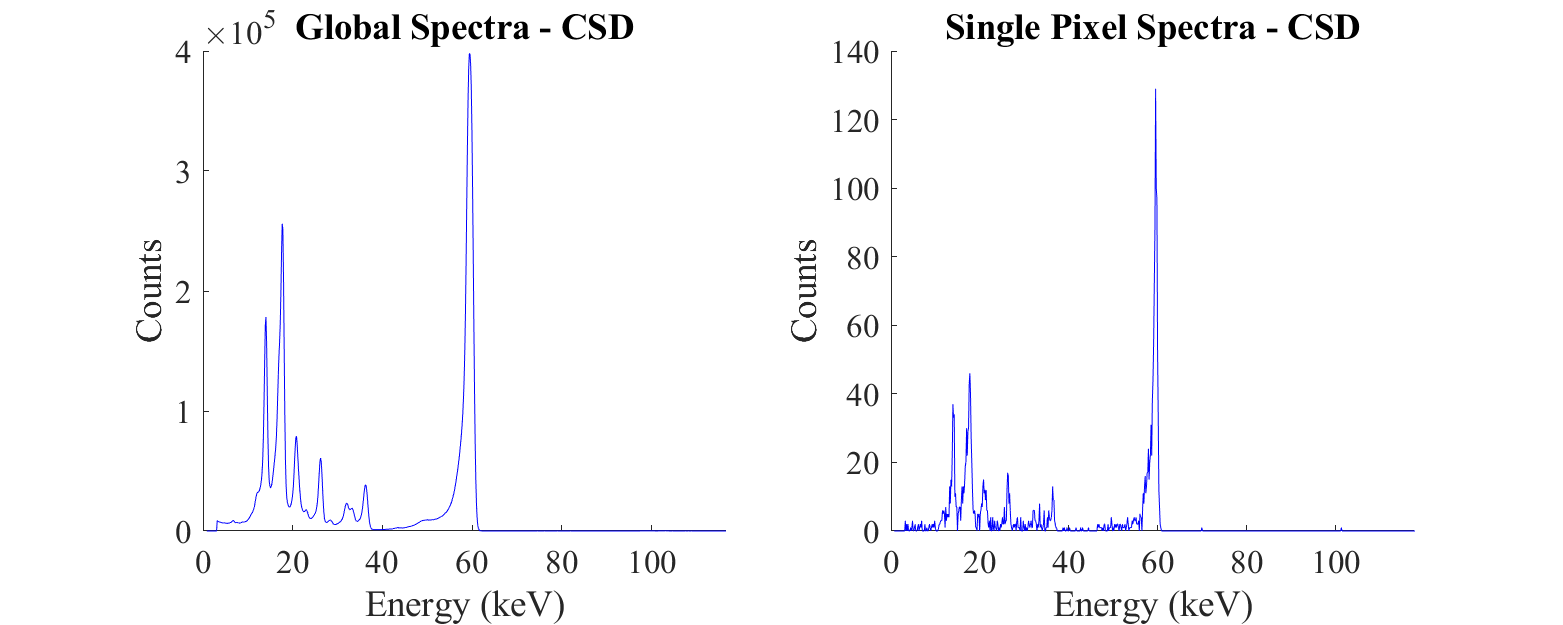 ×10^5 Global Spectra - CSD
4
3
2
1
0
Counts
0 20 40 60 80 100
Energy (keV)
Single Pixel Spectra - CSD
140
120
100
80
60
40
20
0
Counts
0 20 40 60 80 100
Energy (keV)